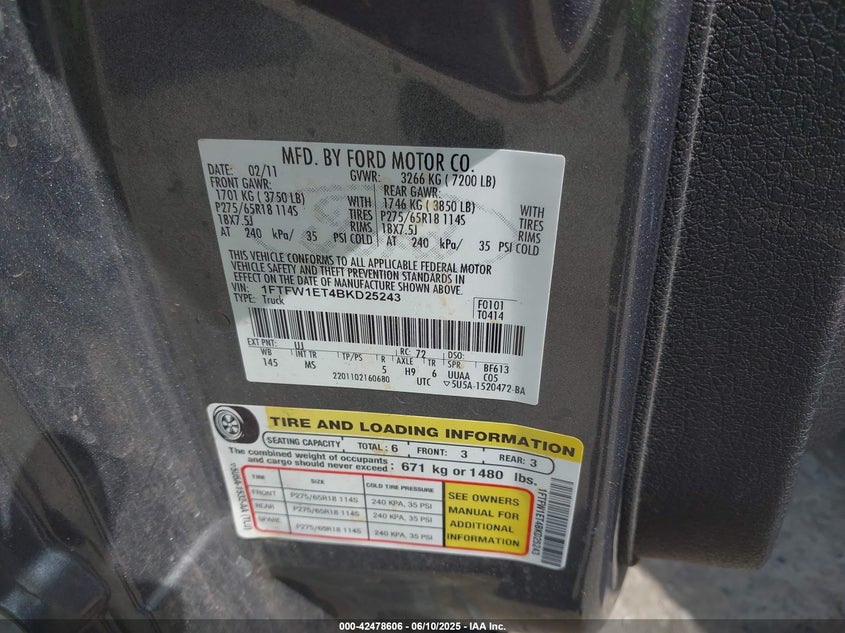 MFD. BY FORD MOTOR CO.
DATE: 02/11 GVWR: 3266 KG ( 7200 LB)
FRONT GAWR: REAR GAWR:
1701 KG ( 3750 LB) WITH 1746 KG ( 3850 LB) WITH
P275/65R18 114S TIRES P275/65R18 114S TIRES
18X7.5J RIMS 18X7.5J RIMS
AT 240 kPa/ 35 PSI COLD AT 240 kPa/ 35 PSI COLD
THIS VEHICLE CONFORMS TO ALL APPLICABLE FEDERAL MOTOR
VEHICLE SAFETY AND THEFT PREVENTION STANDARDS IN
EFFECT ON THE DATE OF MANUFACTURE SHOWN ABOVE.
VIN: 1FTFW1ET4BKD25243
TYPE: Truck
F0101
T0414
EXT PNT: UJ RC: 72 DSO:
WB INT TR TP/PS R AXLE TR SPR BF613
145 MS 5 H9 6 UUAA C05
2201102160680 UTC ▽5U5A-1520472-BA
TIRE AND LOADING INFORMATION
SEATING CAPACITY TOTAL: 6 FRONT: 3 REAR: 3
The combined weight of occupants
and cargo should never exceed : 671 kg or 1480 lbs.
TIRE SIZE COLD TIRE PRESSURE
FRONT P275/65R18 114S 240 KPA, 35 PSI
REAR P275/65R18 114S 240 KPA, 35 PSI
SPARE P275/65R18 114S 240 KPA, 35 PSI
SEE OWNERS
MANUAL FOR
ADDITIONAL
INFORMATION
1FTFW1ET4BKD25243
000-42478606 - 06/10/2025 - IAA Inc.